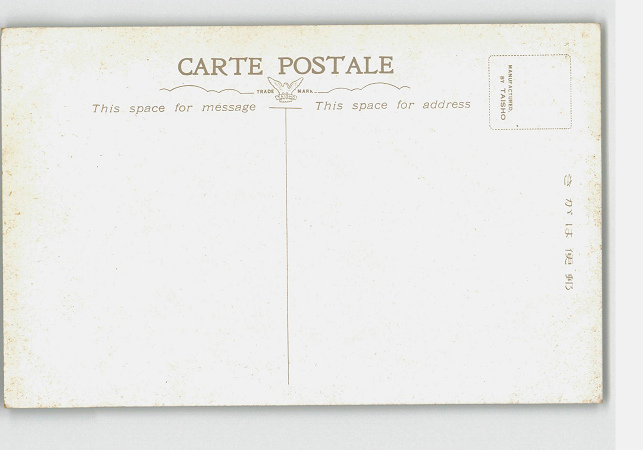 CARTE POSTALE
TRADE MARK
This space for message
This space for address
MANUFACTURED
BY TAISHO
きがは便郵